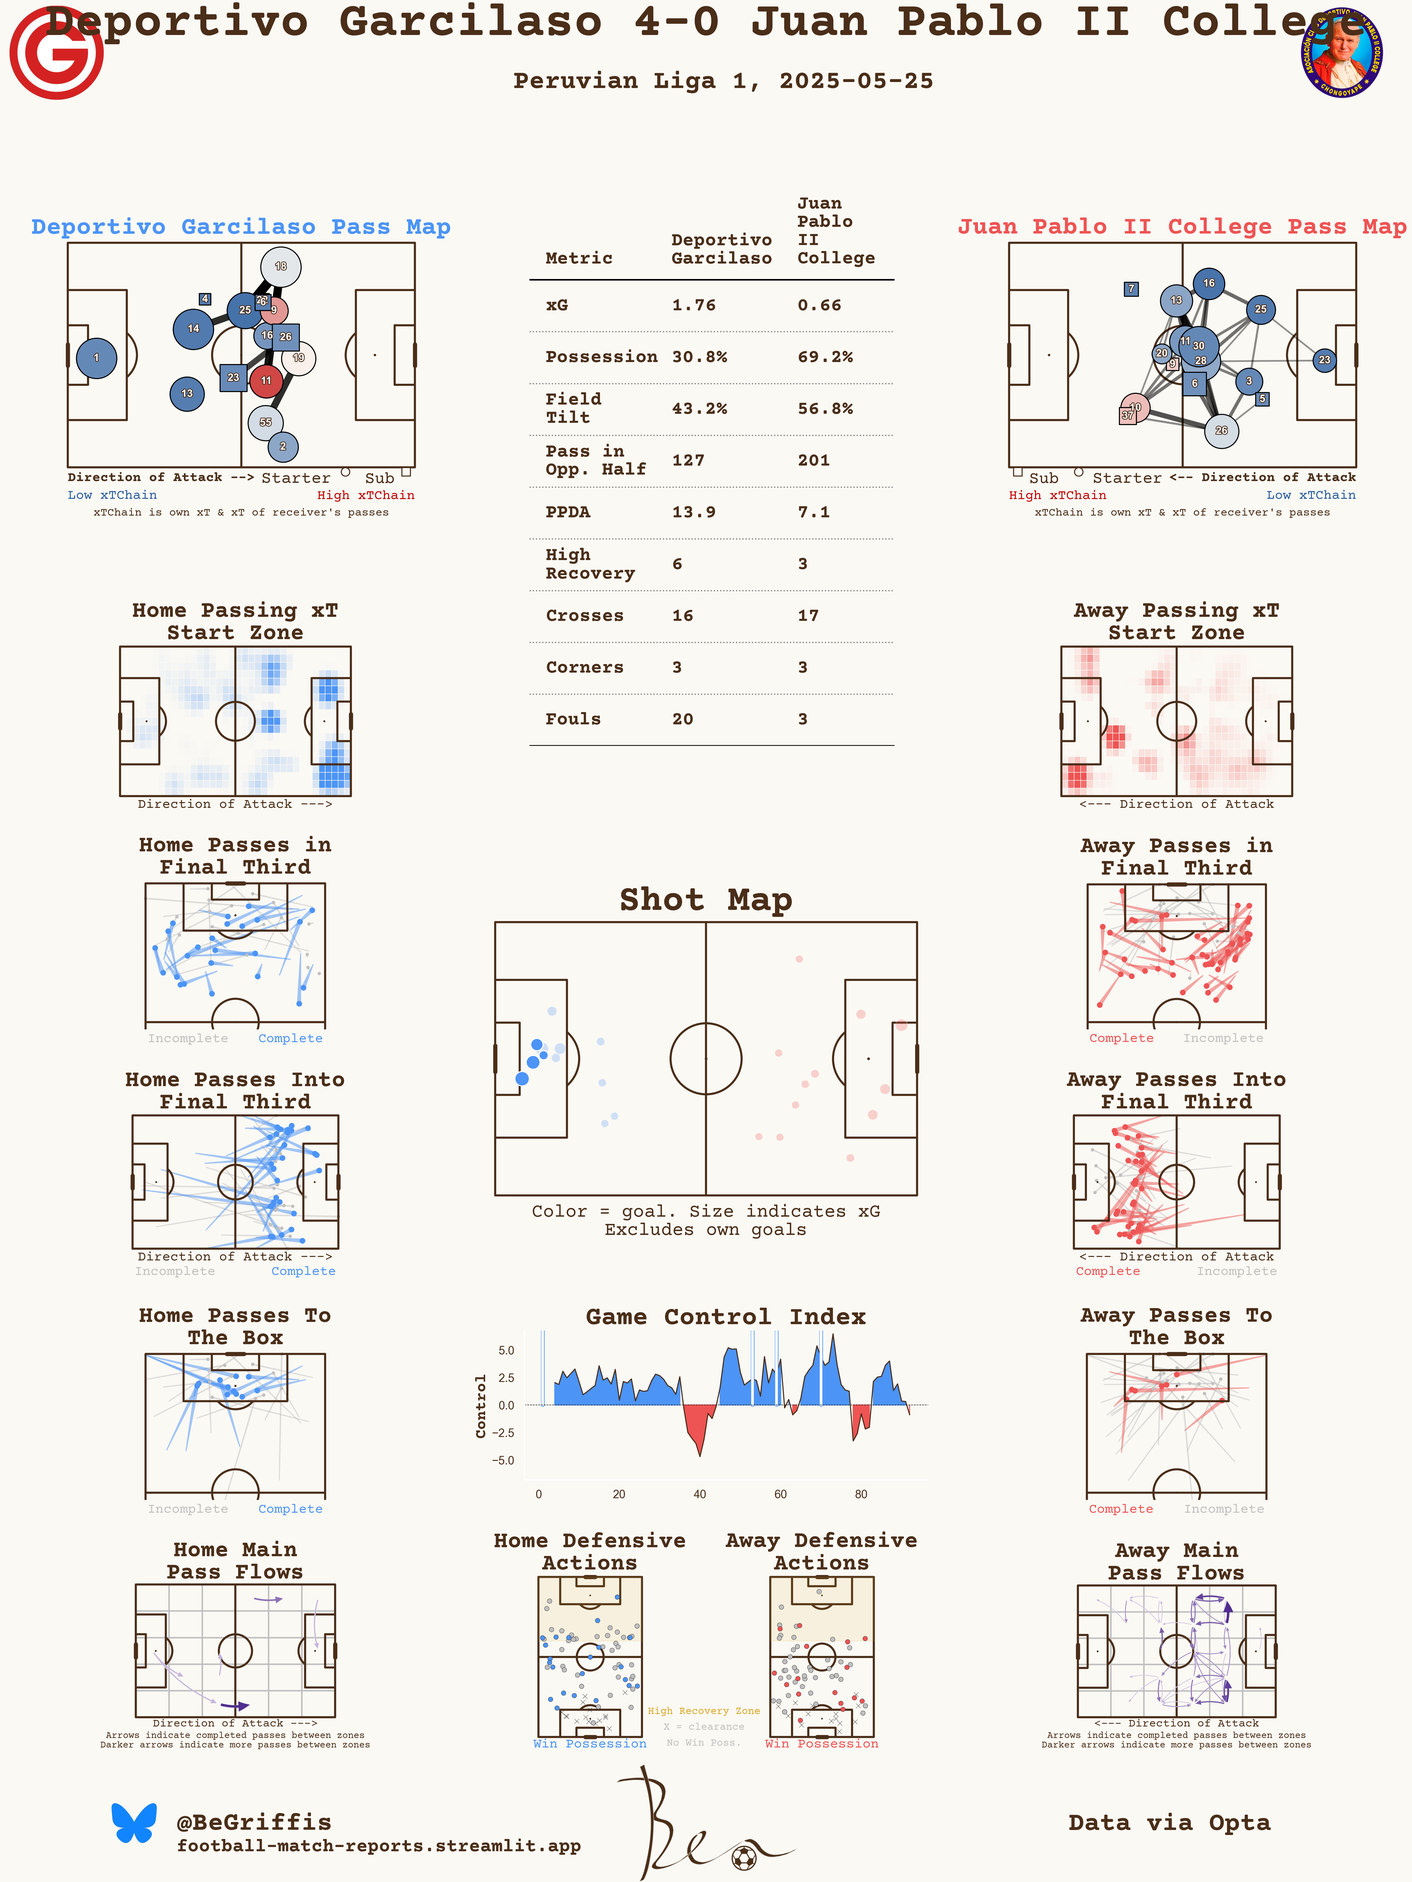 Deportivo Garcilaso 4-0 Juan Pablo II College
Peruvian Liga 1, 2025-05-25
ASOCIACIÓN CLUB DEPORTIVO JUAN PABLO II COLLEGE
CHONGOYAPE
Deportivo Garcilaso Pass Map
18
4
6
25
9
14
16
26
1
19
23
11
13
55
2
Direction of Attack --> Starter Sub
Low xTChain High xTChain
xTChain is own xT & xT of receiver's passes
Metric Deportivo Garcilaso Juan Pablo II College
xG 1.76 0.66
Possession 30.8% 69.2%
Field Tilt 43.2% 56.8%
Pass in Opp. Half 127 201
PPDA 13.9 7.1
High Recovery 6 3
Crosses 16 17
Corners 3 3
Fouls 20 3
Juan Pablo II College Pass Map
7
16
13
25
11
30
20
28
9
23
6
3
5
10
37
26
Sub Starter <-- Direction of Attack
High xTChain Low xTChain
xTChain is own xT & xT of receiver's passes
Home Passing xT
Start Zone
Direction of Attack --->
Away Passing xT
Start Zone
<--- Direction of Attack
Home Passes in
Final Third
Incomplete Complete
Away Passes in
Final Third
Complete Incomplete
Shot Map
Color = goal. Size indicates xG
Excludes own goals
Home Passes Into
Final Third
Direction of Attack --->
Incomplete Complete
Away Passes Into
Final Third
<--- Direction of Attack
Complete Incomplete
Home Passes To
The Box
Incomplete Complete
Game Control Index
Control
5.0
2.5
0.0
−2.5
−5.0
0 20 40 60 80
Away Passes To
The Box
Complete Incomplete
Home Main
Pass Flows
Direction of Attack --->
Arrows indicate completed passes between zones
Darker arrows indicate more passes between zones
Home Defensive
Actions
Win Possession
High Recovery Zone
X = clearance
No Win Poss.
Away Defensive
Actions
Win Possession
Away Main
Pass Flows
<--- Direction of Attack
Arrows indicate completed passes between zones
Darker arrows indicate more passes between zones
@BeGriffis
football-match-reports.streamlit.app
Ben
Data via Opta